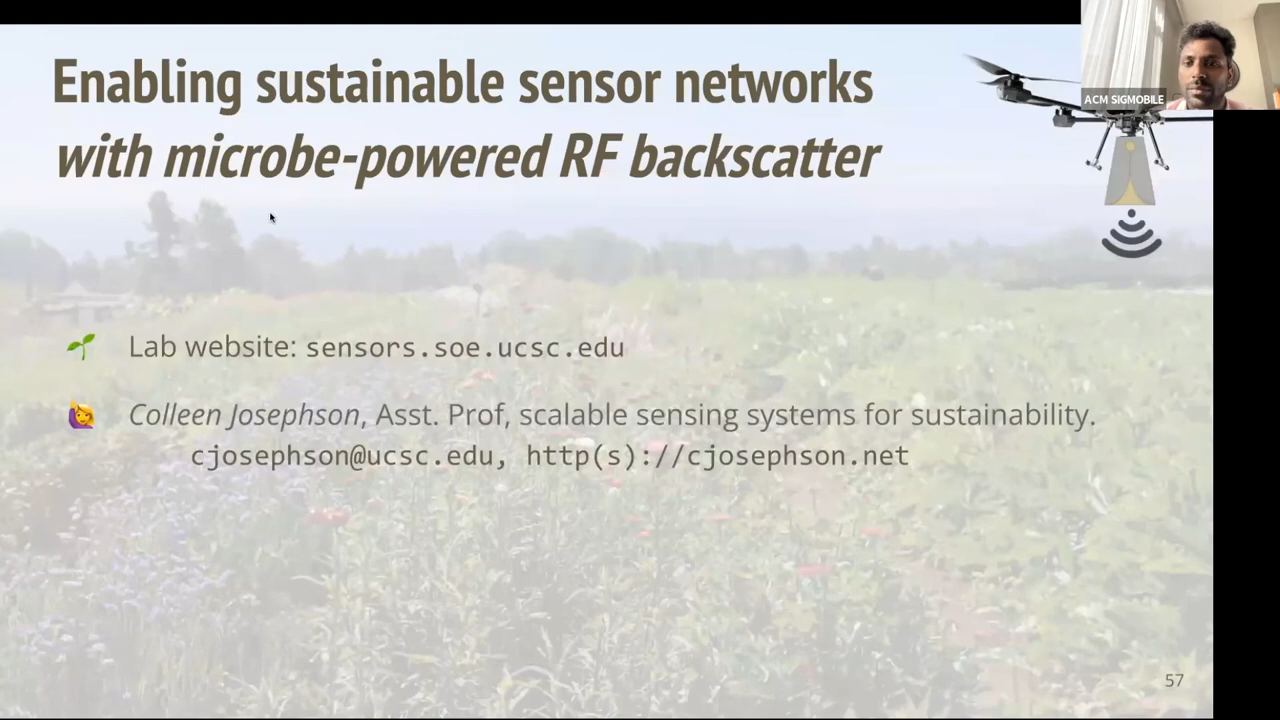 Enabling sustainable sensor networks
with microbe-powered RF backscatter
ACM SIGMOBILE
Lab website: sensors.soe.ucsc.edu
Colleen Josephson, Asst. Prof, scalable sensing systems for sustainability.
cjosephson@ucsc.edu, http(s)://cjosephson.net
57